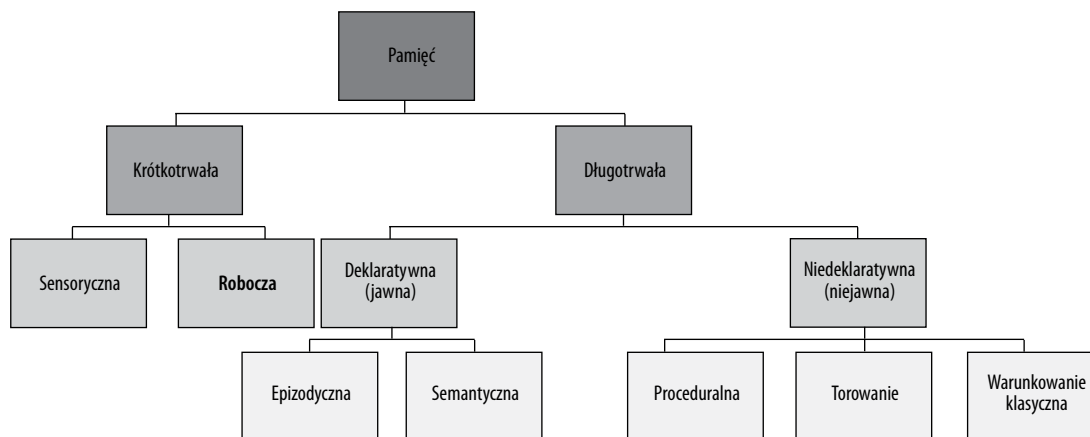 Pamięć
Krótkotrwała
Długotrwała
Sensoryczna
Robocza
Deklaratywna
(jawna)
Niedeklaratywna
(niejawna)
Epizodyczna
Semantyczna
Proceduralna
Torowanie
Warunkowanie
klasyczna